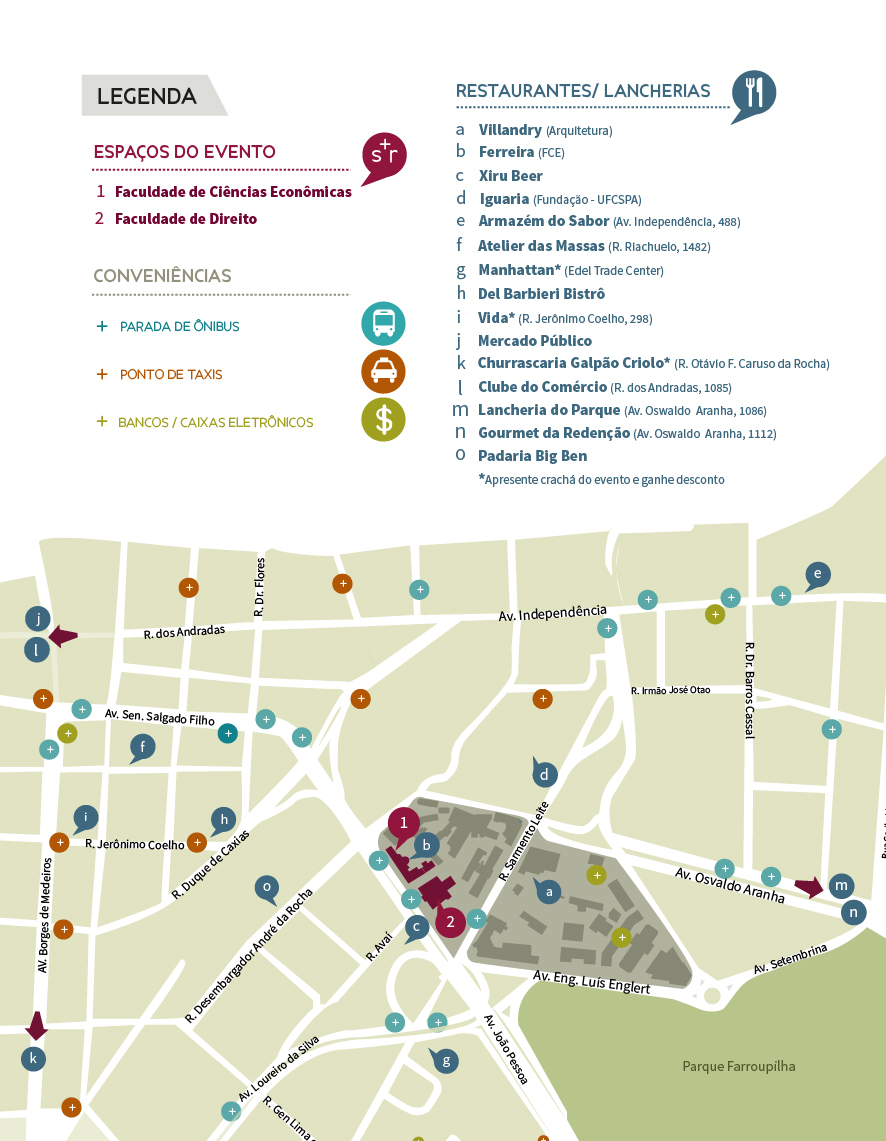 LEGENDA
ESPAÇOS DO EVENTO
s+r
1 Faculdade de Ciências Econômicas
2 Faculdade de Direito
CONVENIÊNCIAS
+ PARADA DE ÔNIBUS
+ PONTO DE TAXIS
+ BANCOS / CAIXAS ELETRÔNICOS
$
RESTAURANTES/ LANCHERIAS
a Villandry (Arquitetura)
b Ferreira (FCE)
c Xiru Beer
d Iguaria (Fundação - UFCSPA)
e Armazém do Sabor (Av. Independência, 488)
f Atelier das Massas (R. Riachuelo, 1482)
g Manhattan* (Edel Trade Center)
h Del Barbieri Bistrô
i Vida* (R. Jerônimo Coelho, 298)
j Mercado Público
k Churrascaria Galpão Criolo* (R. Otávio F. Caruso da Rocha)
l Clube do Comércio (R. dos Andradas, 1085)
m Lancheria do Parque (Av. Oswaldo Aranha, 1086)
n Gourmet da Redenção (Av. Oswaldo Aranha, 1112)
o Padaria Big Ben
*Apresente crachá do evento e ganhe desconto
e
R. Dr. Flores
Av. Independência
j
R. dos Andradas
l
R. Dr. Barros Cassal
R. Irmão José Otao
Av. Sen. Salgado Filho
f
d
i
h
1
R. Jerônimo Coelho
b
R. Sarmento Leite
R. Duque de Caxias
AV. Borges de Medeiros
o
a
Av. Osvaldo Aranha
m
n
2
c
R. Desembargador André da Rocha
R. Avaí
Av. Setembrina
Av. Eng. Luís Englert
k
Av. João Pessoa
g
Av. Loureiro da Silva
Parque Farroupilha
R. Gen Lima